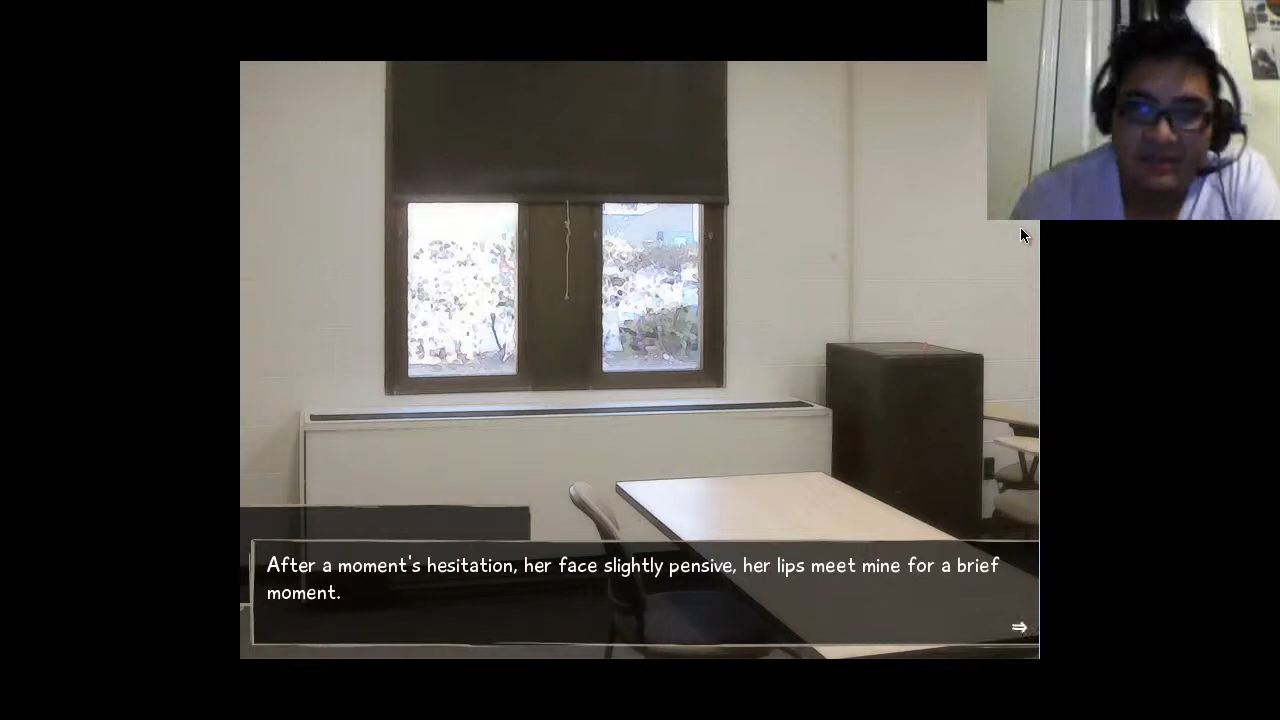 After a moment's hesitation, her face slightly pensive, her lips meet mine for a brief
moment.